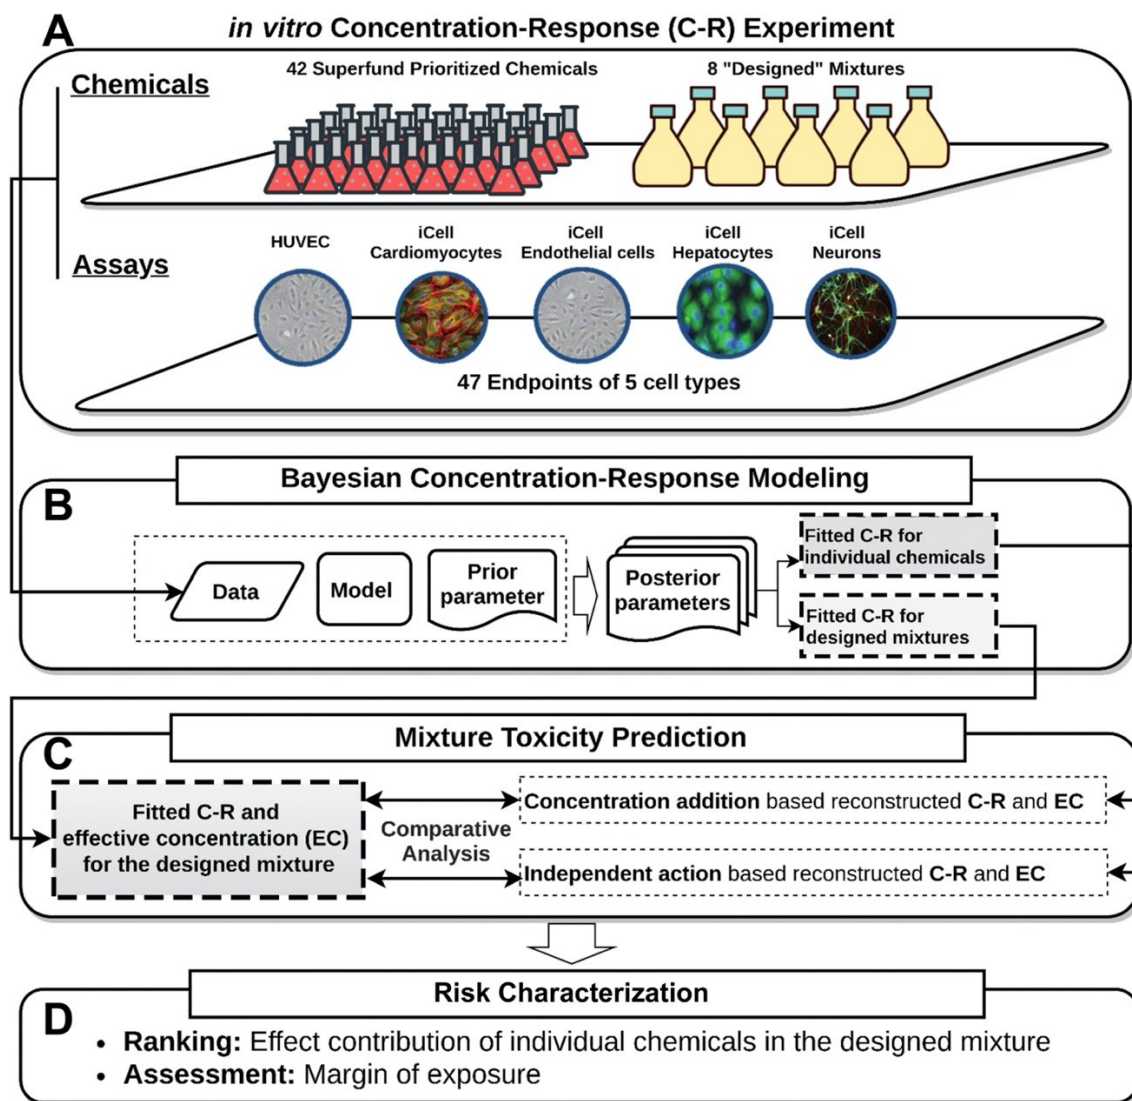 A
in vitro Concentration-Response (C-R) Experiment
Chemicals
42 Superfund Prioritized Chemicals
8 "Designed" Mixtures
Assays
HUVEC
iCell
Cardiomyocytes
iCell
Endothelial cells
iCell
Hepatocytes
iCell
Neurons
47 Endpoints of 5 cell types
B
Bayesian Concentration-Response Modeling
Data
Model
Prior
parameter
Posterior
parameters
Fitted C-R for
individual chemicals
Fitted C-R for
designed mixtures
C
Mixture Toxicity Prediction
Fitted C-R and
effective concentration (EC)
for the designed mixture
Comparative
Analysis
Concentration addition based reconstructed C-R and EC
Independent action based reconstructed C-R and EC
D
Risk Characterization
• Ranking: Effect contribution of individual chemicals in the designed mixture
• Assessment: Margin of exposure